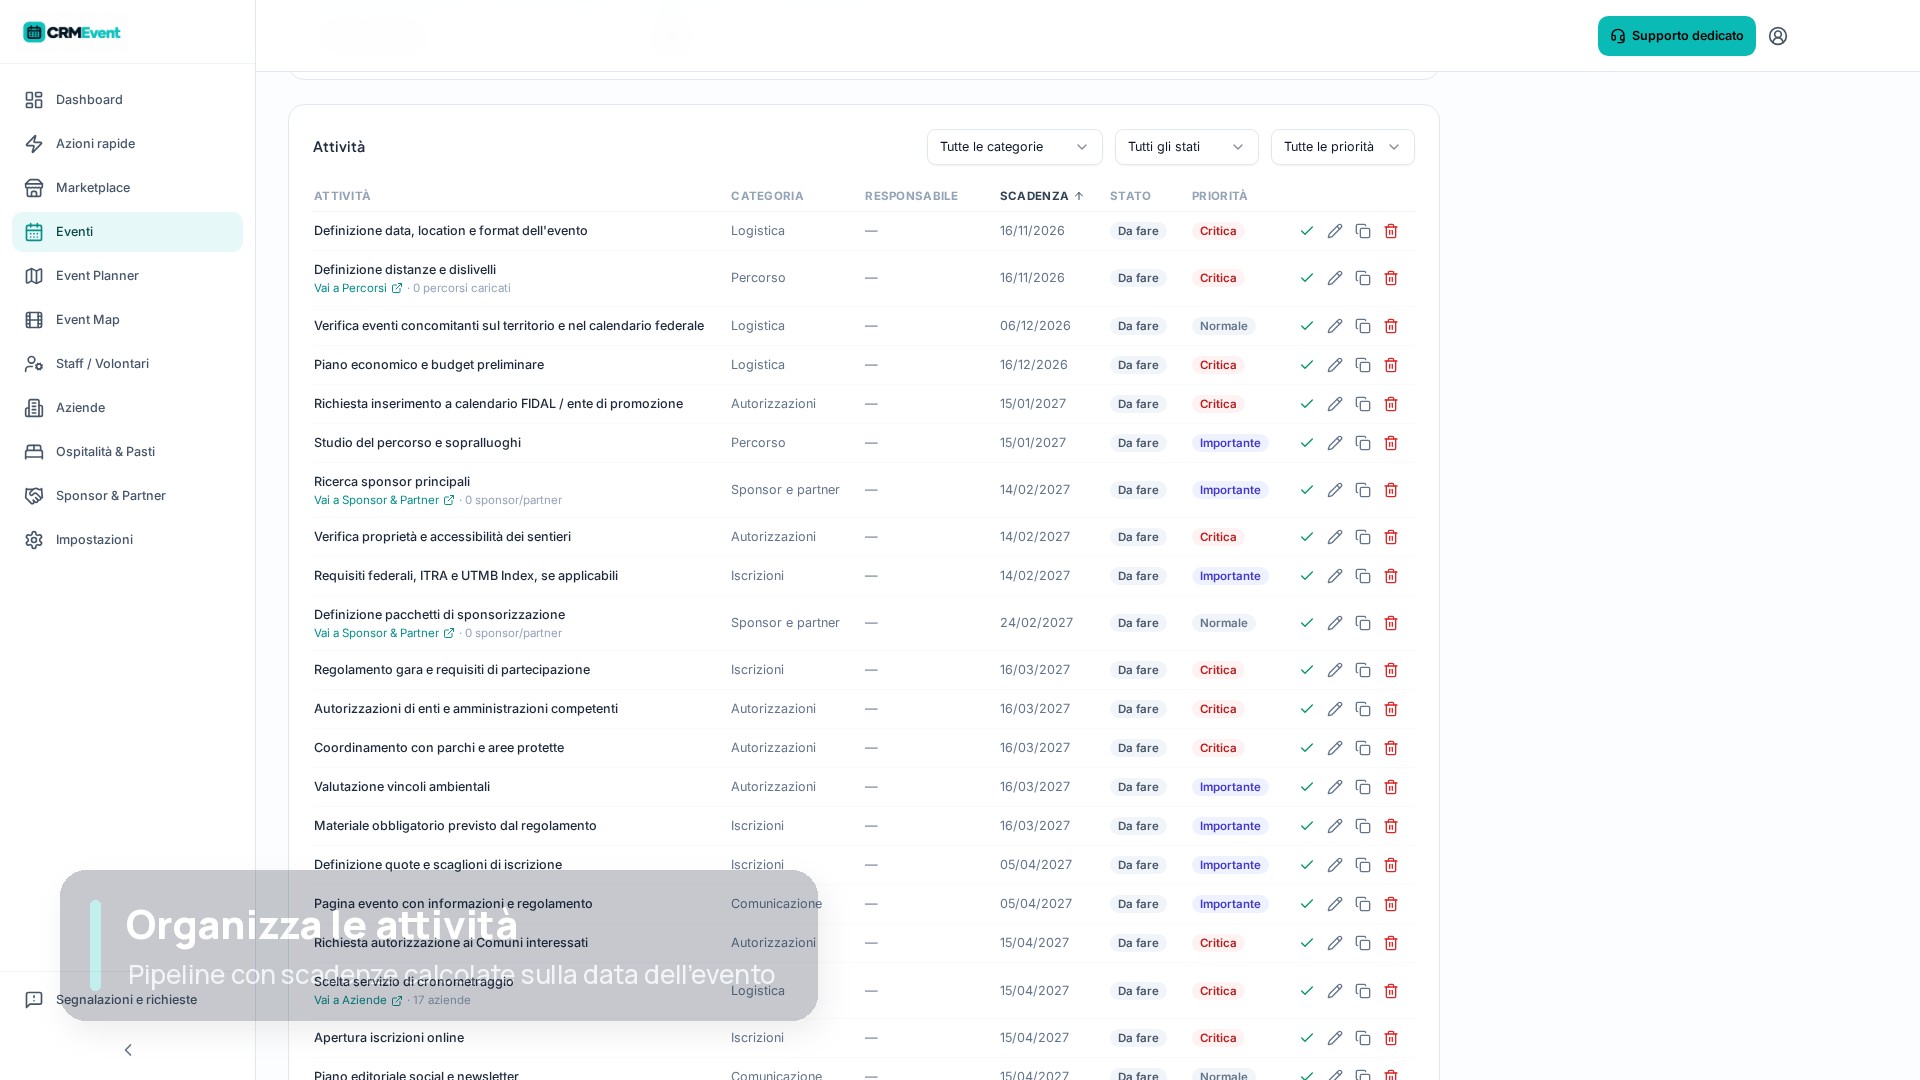 CRMEvent
Supporto dedicato
Dashboard
Azioni rapide
Marketplace
Eventi
Event Planner
Event Map
Staff / Volontari
Aziende
Ospitalità & Pasti
Sponsor & Partner
Impostazioni
Segnalazioni e richieste
Attività
Tutte le categorie
Tutti gli stati
Tutte le priorità
ATTIVITÀ CATEGORIA RESPONSABILE SCADENZA ↑ STATO PRIORITÀ
Definizione data, location e format dell'evento Logistica — 16/11/2026 Da fare Critica
Definizione distanze e dislivelli Percorso — 16/11/2026 Da fare Critica
Vai a Percorsi · 0 percorsi caricati
Verifica eventi concomitanti sul territorio e nel calendario federale Logistica — 06/12/2026 Da fare Normale
Piano economico e budget preliminare Logistica — 16/12/2026 Da fare Critica
Richiesta inserimento a calendario FIDAL / ente di promozione Autorizzazioni — 15/01/2027 Da fare Critica
Studio del percorso e sopralluoghi Percorso — 15/01/2027 Da fare Importante
Ricerca sponsor principali Sponsor e partner — 14/02/2027 Da fare Importante
Vai a Sponsor & Partner · 0 sponsor/partner
Verifica proprietà e accessibilità dei sentieri Autorizzazioni — 14/02/2027 Da fare Critica
Requisiti federali, ITRA e UTMB Index, se applicabili Iscrizioni — 14/02/2027 Da fare Importante
Definizione pacchetti di sponsorizzazione Sponsor e partner — 24/02/2027 Da fare Normale
Vai a Sponsor & Partner · 0 sponsor/partner
Regolamento gara e requisiti di partecipazione Iscrizioni — 16/03/2027 Da fare Critica
Autorizzazioni di enti e amministrazioni competenti Autorizzazioni — 16/03/2027 Da fare Critica
Coordinamento con parchi e aree protette Autorizzazioni — 16/03/2027 Da fare Critica
Valutazione vincoli ambientali Autorizzazioni — 16/03/2027 Da fare Importante
Materiale obbligatorio previsto dal regolamento Iscrizioni — 16/03/2027 Da fare Importante
Definizione quote e scaglioni di iscrizione Iscrizioni — 05/04/2027 Da fare Importante
Pagina evento con informazioni e regolamento Comunicazione — 05/04/2027 Da fare Importante
Richiesta autorizzazione ai Comuni interessati Autorizzazioni — 15/04/2027 Da fare Critica
Scelta servizio di cronometraggio Logistica — 15/04/2027 Da fare Critica
Vai a Aziende · 17 aziende
Apertura iscrizioni online Iscrizioni — 15/04/2027 Da fare Critica
Piano editoriale social e newsletter Comunicazione — 15/04/2027 Da fare Normale
Organizza le attività
Pipeline con scadenze calcolate sulla data dell'evento